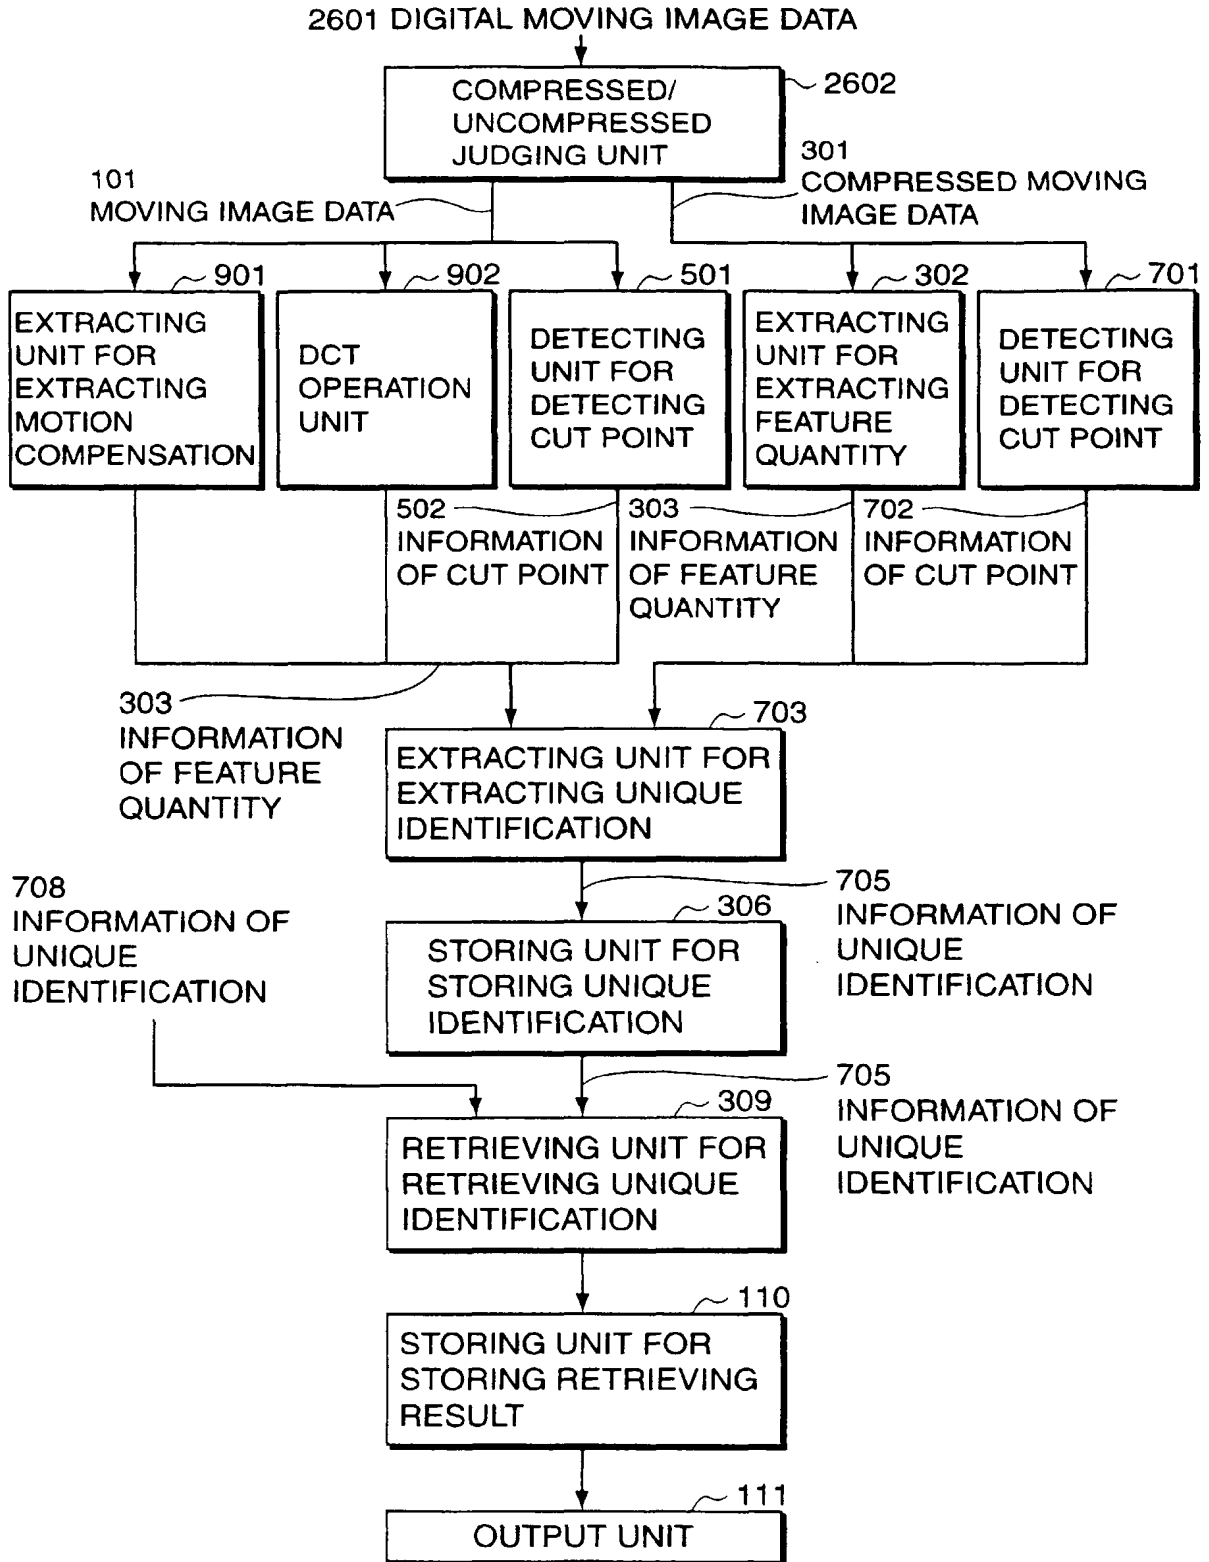 2601 DIGITAL MOVING IMAGE DATA
COMPRESSED/
UNCOMPRESSED
JUDGING UNIT
2602
101
MOVING IMAGE DATA
301
COMPRESSED MOVING
IMAGE DATA
901
EXTRACTING
UNIT FOR
EXTRACTING
MOTION
COMPENSATION
902
DCT
OPERATION
UNIT
501
DETECTING
UNIT FOR
DETECTING
CUT POINT
302
EXTRACTING
UNIT FOR
EXTRACTING
FEATURE
QUANTITY
701
DETECTING
UNIT FOR
DETECTING
CUT POINT
502
INFORMATION
OF CUT POINT
303
INFORMATION
OF FEATURE
QUANTITY
702
INFORMATION
OF CUT POINT
303
INFORMATION
OF FEATURE
QUANTITY
703
EXTRACTING UNIT FOR
EXTRACTING UNIQUE
IDENTIFICATION
705
INFORMATION OF
UNIQUE
IDENTIFICATION
708
INFORMATION OF
UNIQUE
IDENTIFICATION
306
STORING UNIT FOR
STORING UNIQUE
IDENTIFICATION
705
INFORMATION OF
UNIQUE
IDENTIFICATION
309
RETRIEVING UNIT FOR
RETRIEVING UNIQUE
IDENTIFICATION
110
STORING UNIT FOR
STORING RETRIEVING
RESULT
111
OUTPUT UNIT